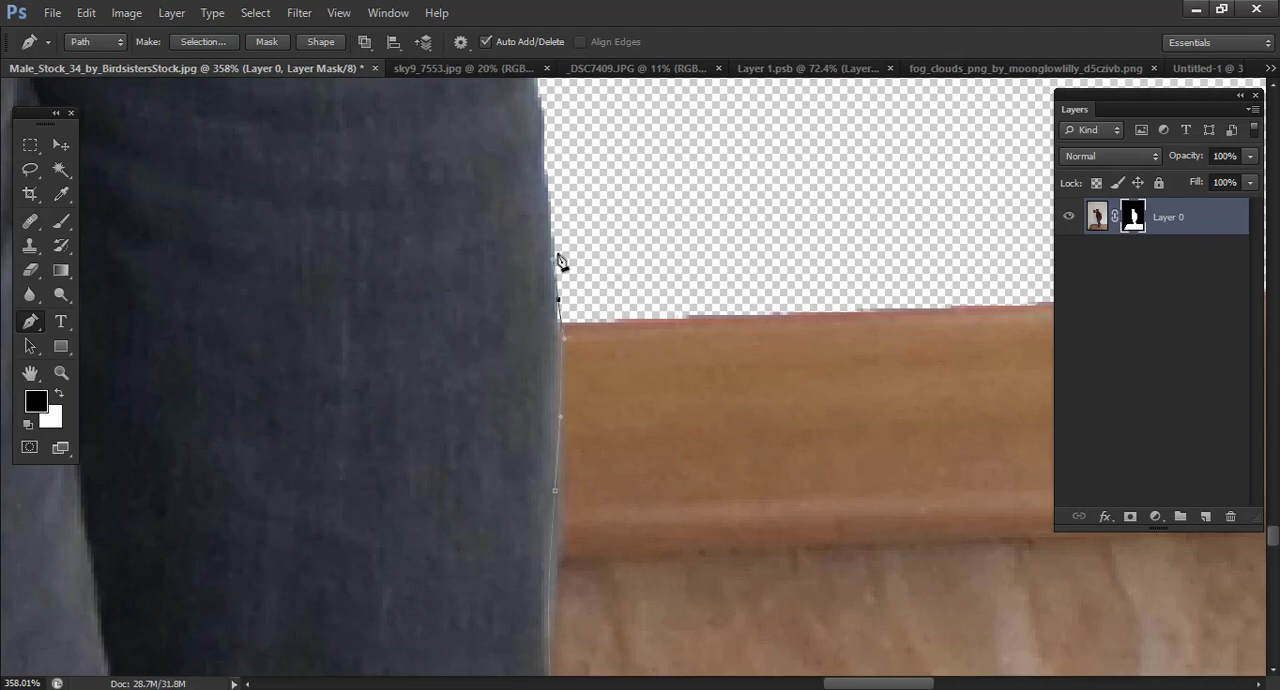 Ps File Edit Image Layer Type Select Filter View Window Help
Path Make: Selection... Mask Shape Auto Add/Delete Align Edges Essentials
Male_Stock_34_by_BirdsistersStock.jpg @ 358% (Layer 0, Layer Mask/8) * × sky9_7553.jpg @ 20% (RGB... × _DSC7409.JPG @ 11% (RGB... × Layer 1.psb @ 72.4% (Layer... × fog_clouds_png_by_moonglowlilly_d5czivb.png × Untitled-1 @ 3 >>
Layers
Kind
Normal Opacity: 100%
Lock: Fill: 100%
Layer 0
T
fx
358.01% Doc: 28.7M/31.8M